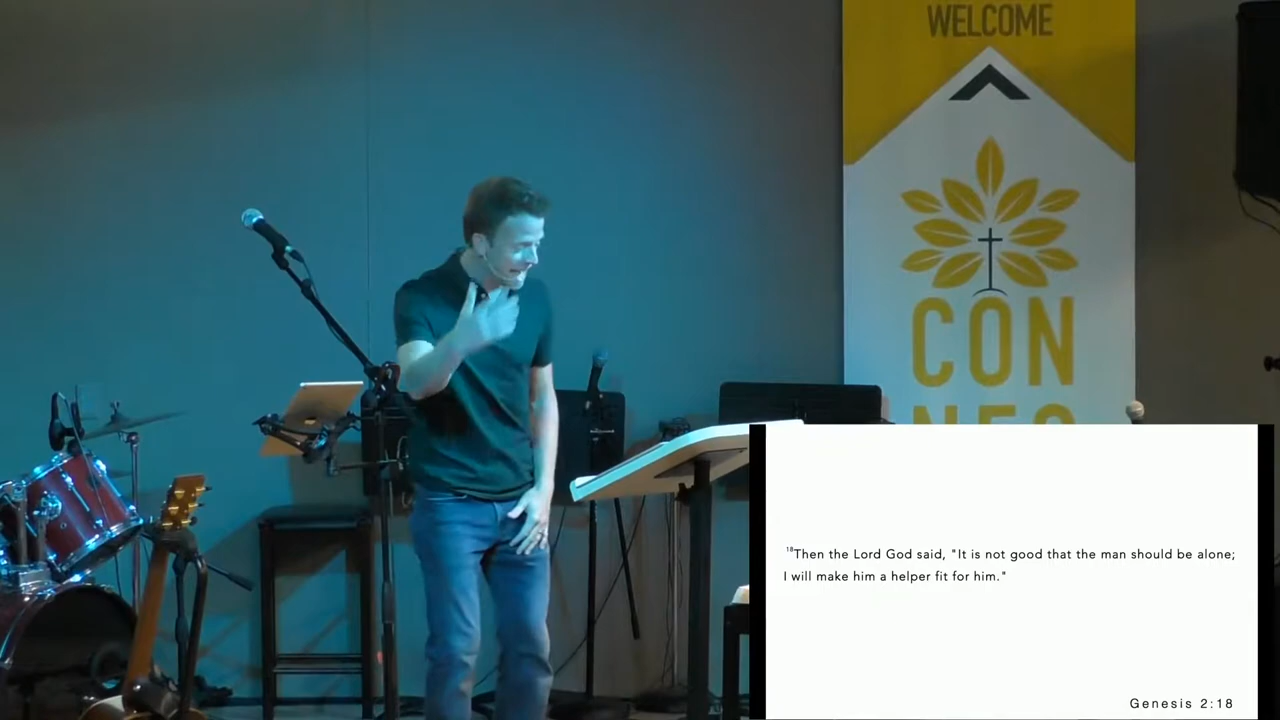 WELCOME
CON
NEC
18Then the Lord God said, "It is not good that the man should be alone;
I will make him a helper fit for him."
Genesis 2:18